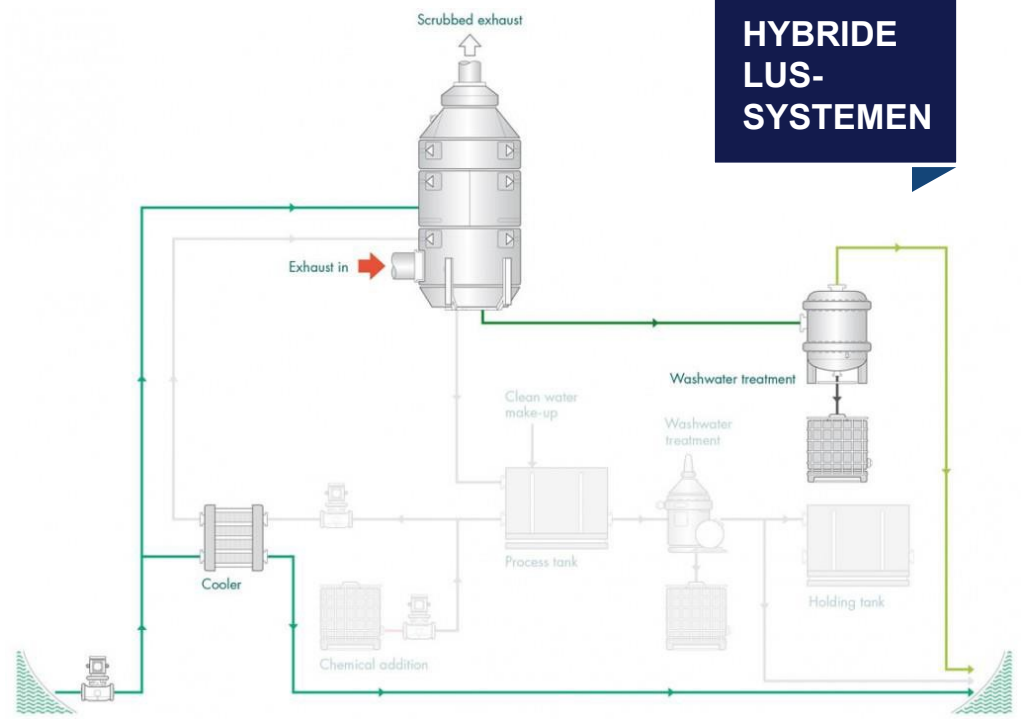 Scrubbed exhaust
HYBRIDE
LUS-
SYSTEMEN
Exhaust in
Washwater treatment
Clean water
make-up
Washwater
treatment
Process tank
Cooler
Holding tank
Chemical addition